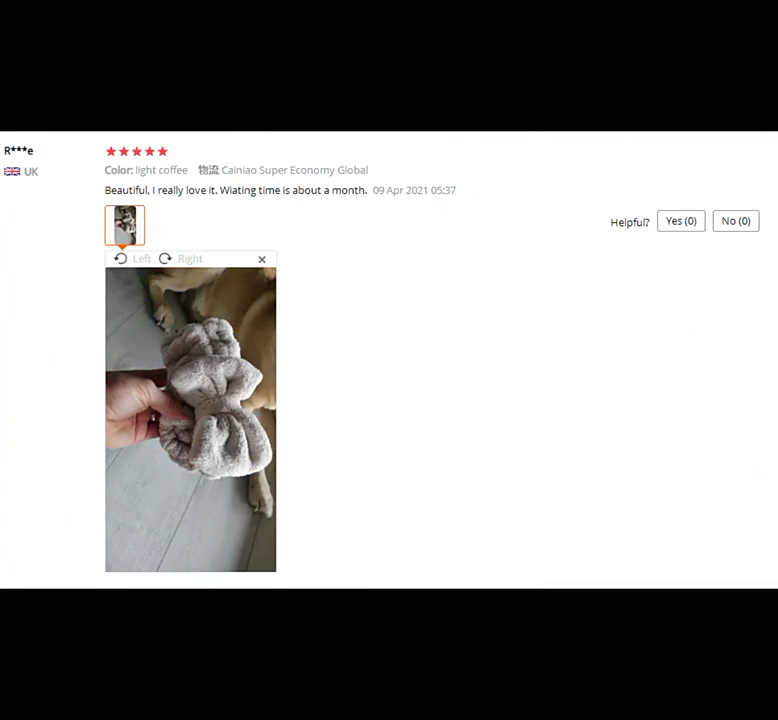 R***e
UK
Color: light coffee 物流 Cainiao Super Economy Global
Beautiful, I really love it. Wiating time is about a month. 09 Apr 2021 05:37
Helpful? Yes (0) No (0)
Left Right